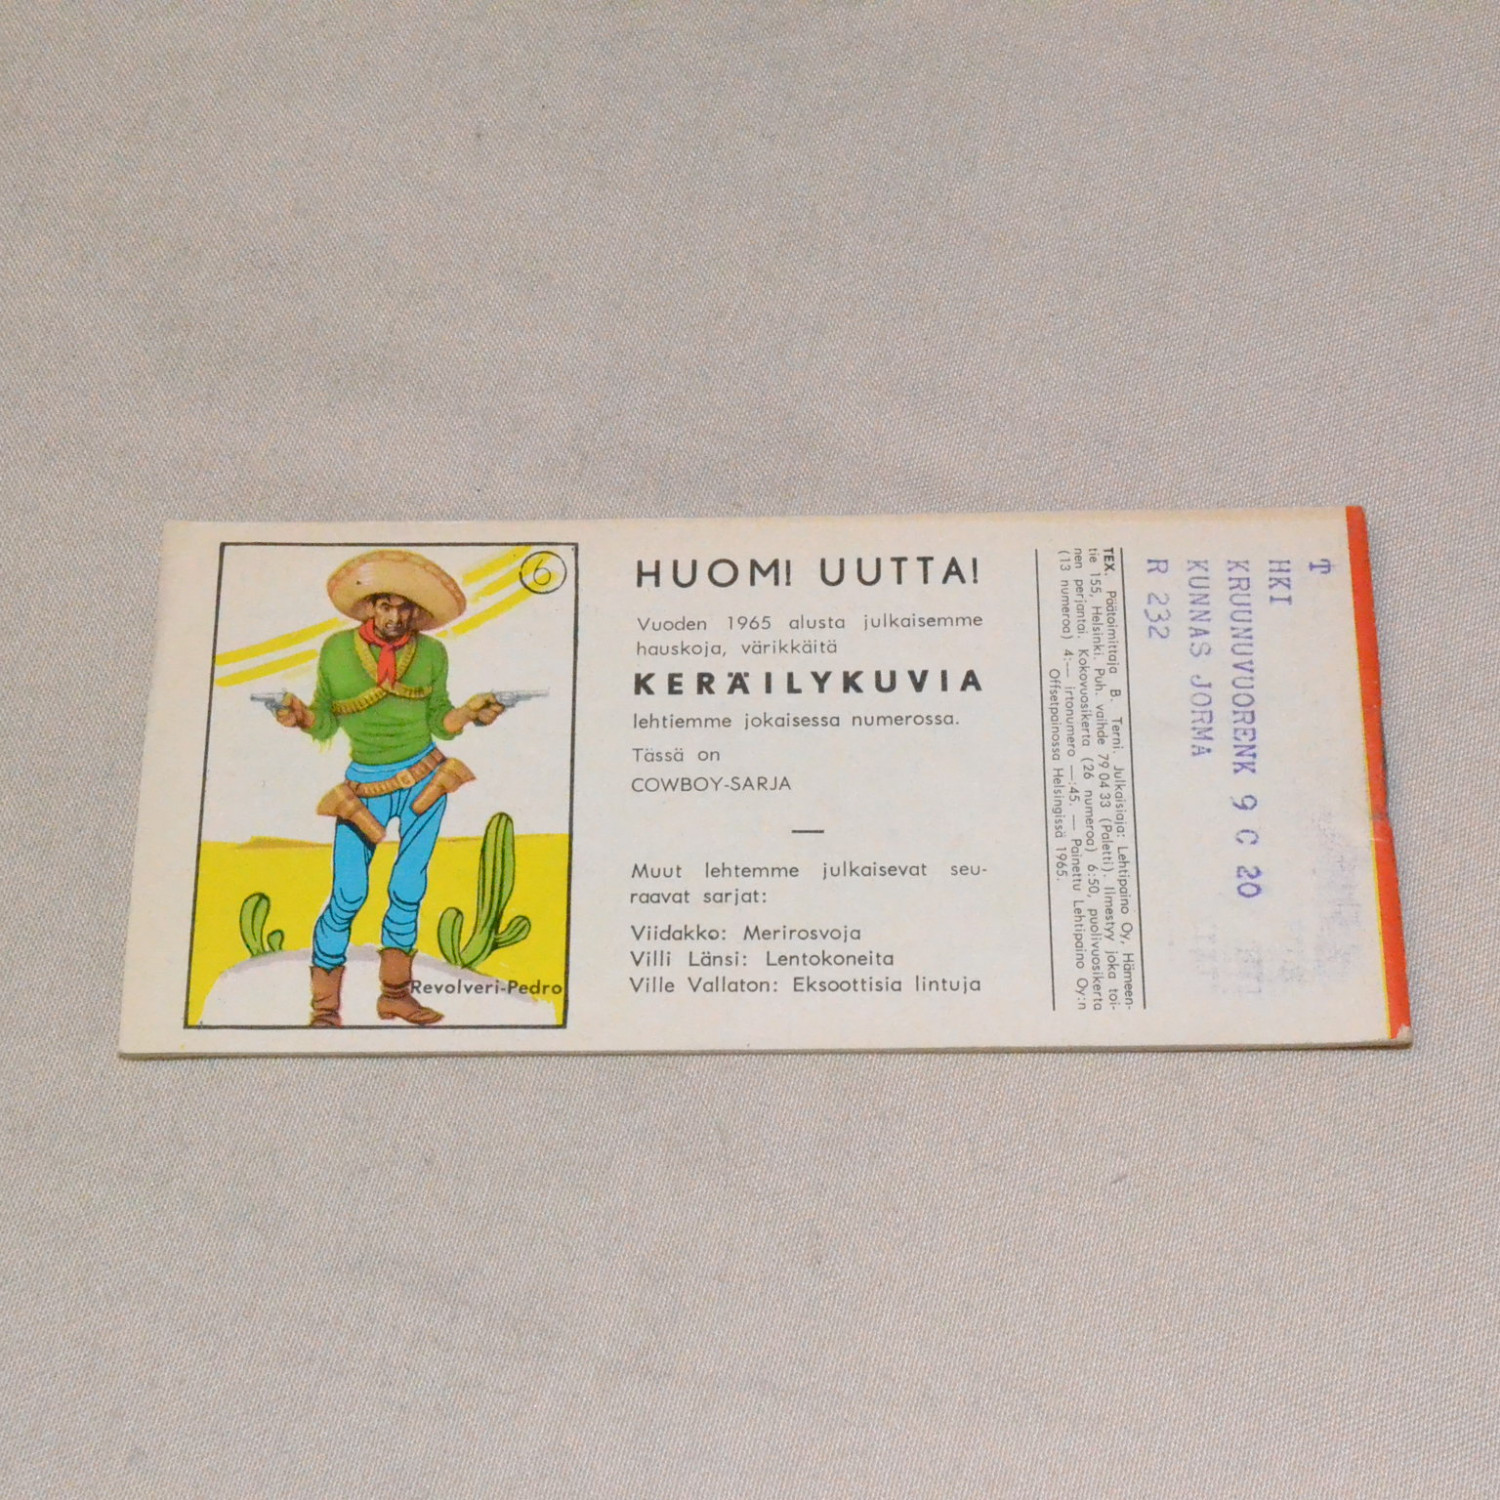 6
Revolveri-Pedro
HUOM! UUTTA!
Vuoden 1965 alusta julkaisemme
hauskoja, värikkäitä
KERÄILYKUVIA
lehtiemme jokaisessa numerossa.
Tässä on
COWBOY-SARJA
Muut lehtemme julkaisevat seu-
raavat sarjat:
Viidakko: Merirosvoja
Villi Länsi: Lentokoneita
Ville Vallaton: Eksoottisia lintuja
TEX. Päätoimittaja B. Terni. Julkaisija: Lehtipaino Oy, Hämeen-
tie 155, Helsinki. Puh. vaihde 79 04 33 (Paletti). Ilmestyy joka toi-
nen perjantai. Kokovuosikerta (26 numeroa) 6:50, puolivuosikerta
(13 numeroa) 4:— irtonumero —:45. — Painettu Lehtipaino Oy:n
Offsetpainossa Helsingissä 1965.
T
HKI
KRUUNUVUORENK 9 C 20
KUNNAS JORMA
R 232